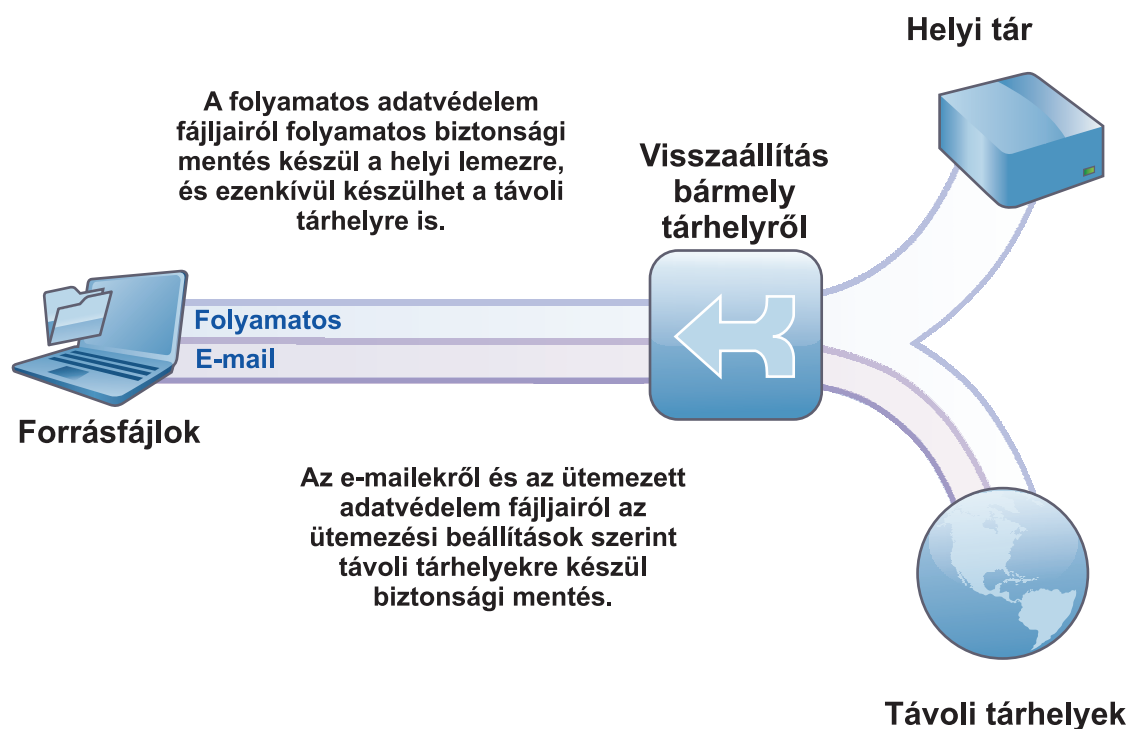 Helyi tár
A folyamatos adatvédelem
fájljairól folyamatos biztonsági
mentés készül a helyi lemezre,
és ezenkívül készülhet a távoli
tárhelyre is.
Visszaállítás
bármely
tárhelyről
Folyamatos
E-mail
Forrásfájlok
Az e-mailekről és az ütemezett
adatvédelem fájljairól az
ütemezési beállítások szerint
távoli tárhelyekre készül
biztonsági mentés.
Távoli tárhelyek